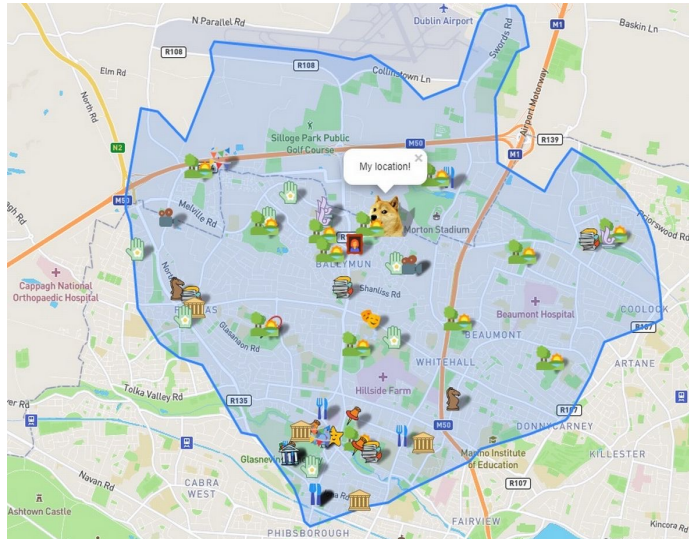 N Parallel Rd
Dublin Airport
Swords Rd
M1
Baskin Ln
R108
R108
Elm Rd
Collinstown Ln
North Rd
Airport Motorway
Silloge Park Public
Golf Course
N2
M50
R139
M1
My location!
×
M50
Melville Rd
Morton Stadium
Priorswood Rd
BALLYMUN
Cappagh National
Orthopaedic Hospital
Shanliss Rd
Beaumont Hospital
COOLOCK
Glasanaon Rd
R107
BEAUMONT
WHITEHALL
ARTANE
Tolka Valley Rd
Hillside Farm
R135
R107
DONNYCARNEY
M50
Marino Institute
of Education
KILLESTER
Navan Rd
CABRA
WEST
R107
Ashtown Castle
FAIRVIEW
PHIBSBOROUGH
Kincora Rd